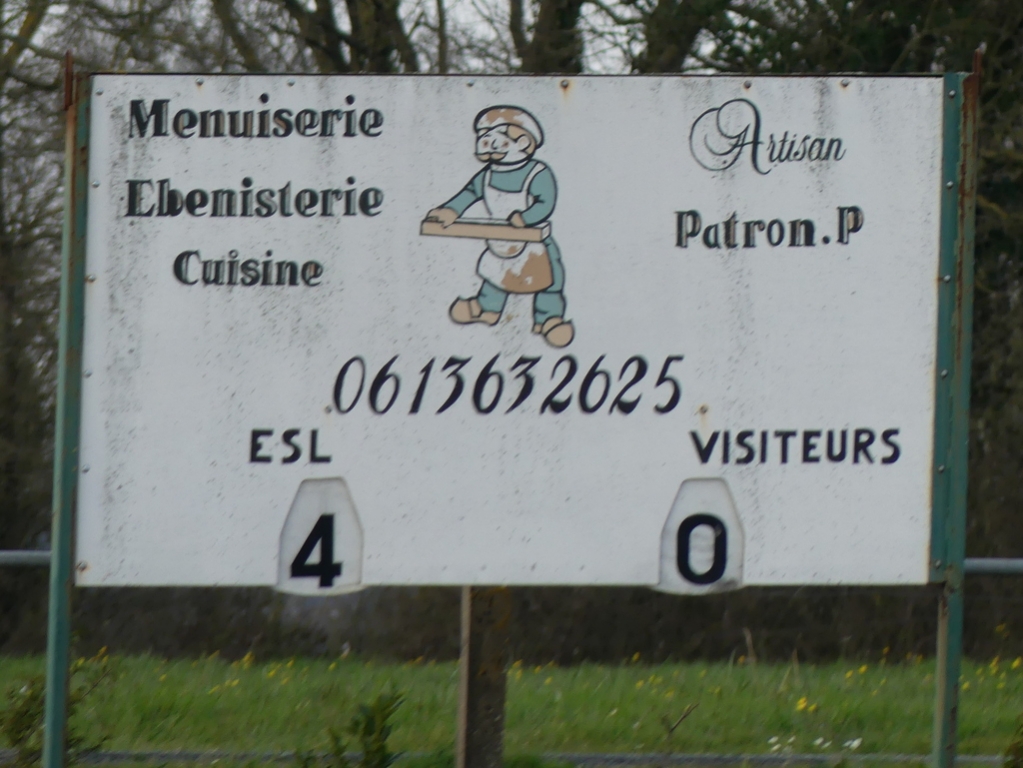 Menuiserie
Ebenisterie
Cuisine
Artisan
Patron.P
0613632625
ESL
VISITEURS
4
0